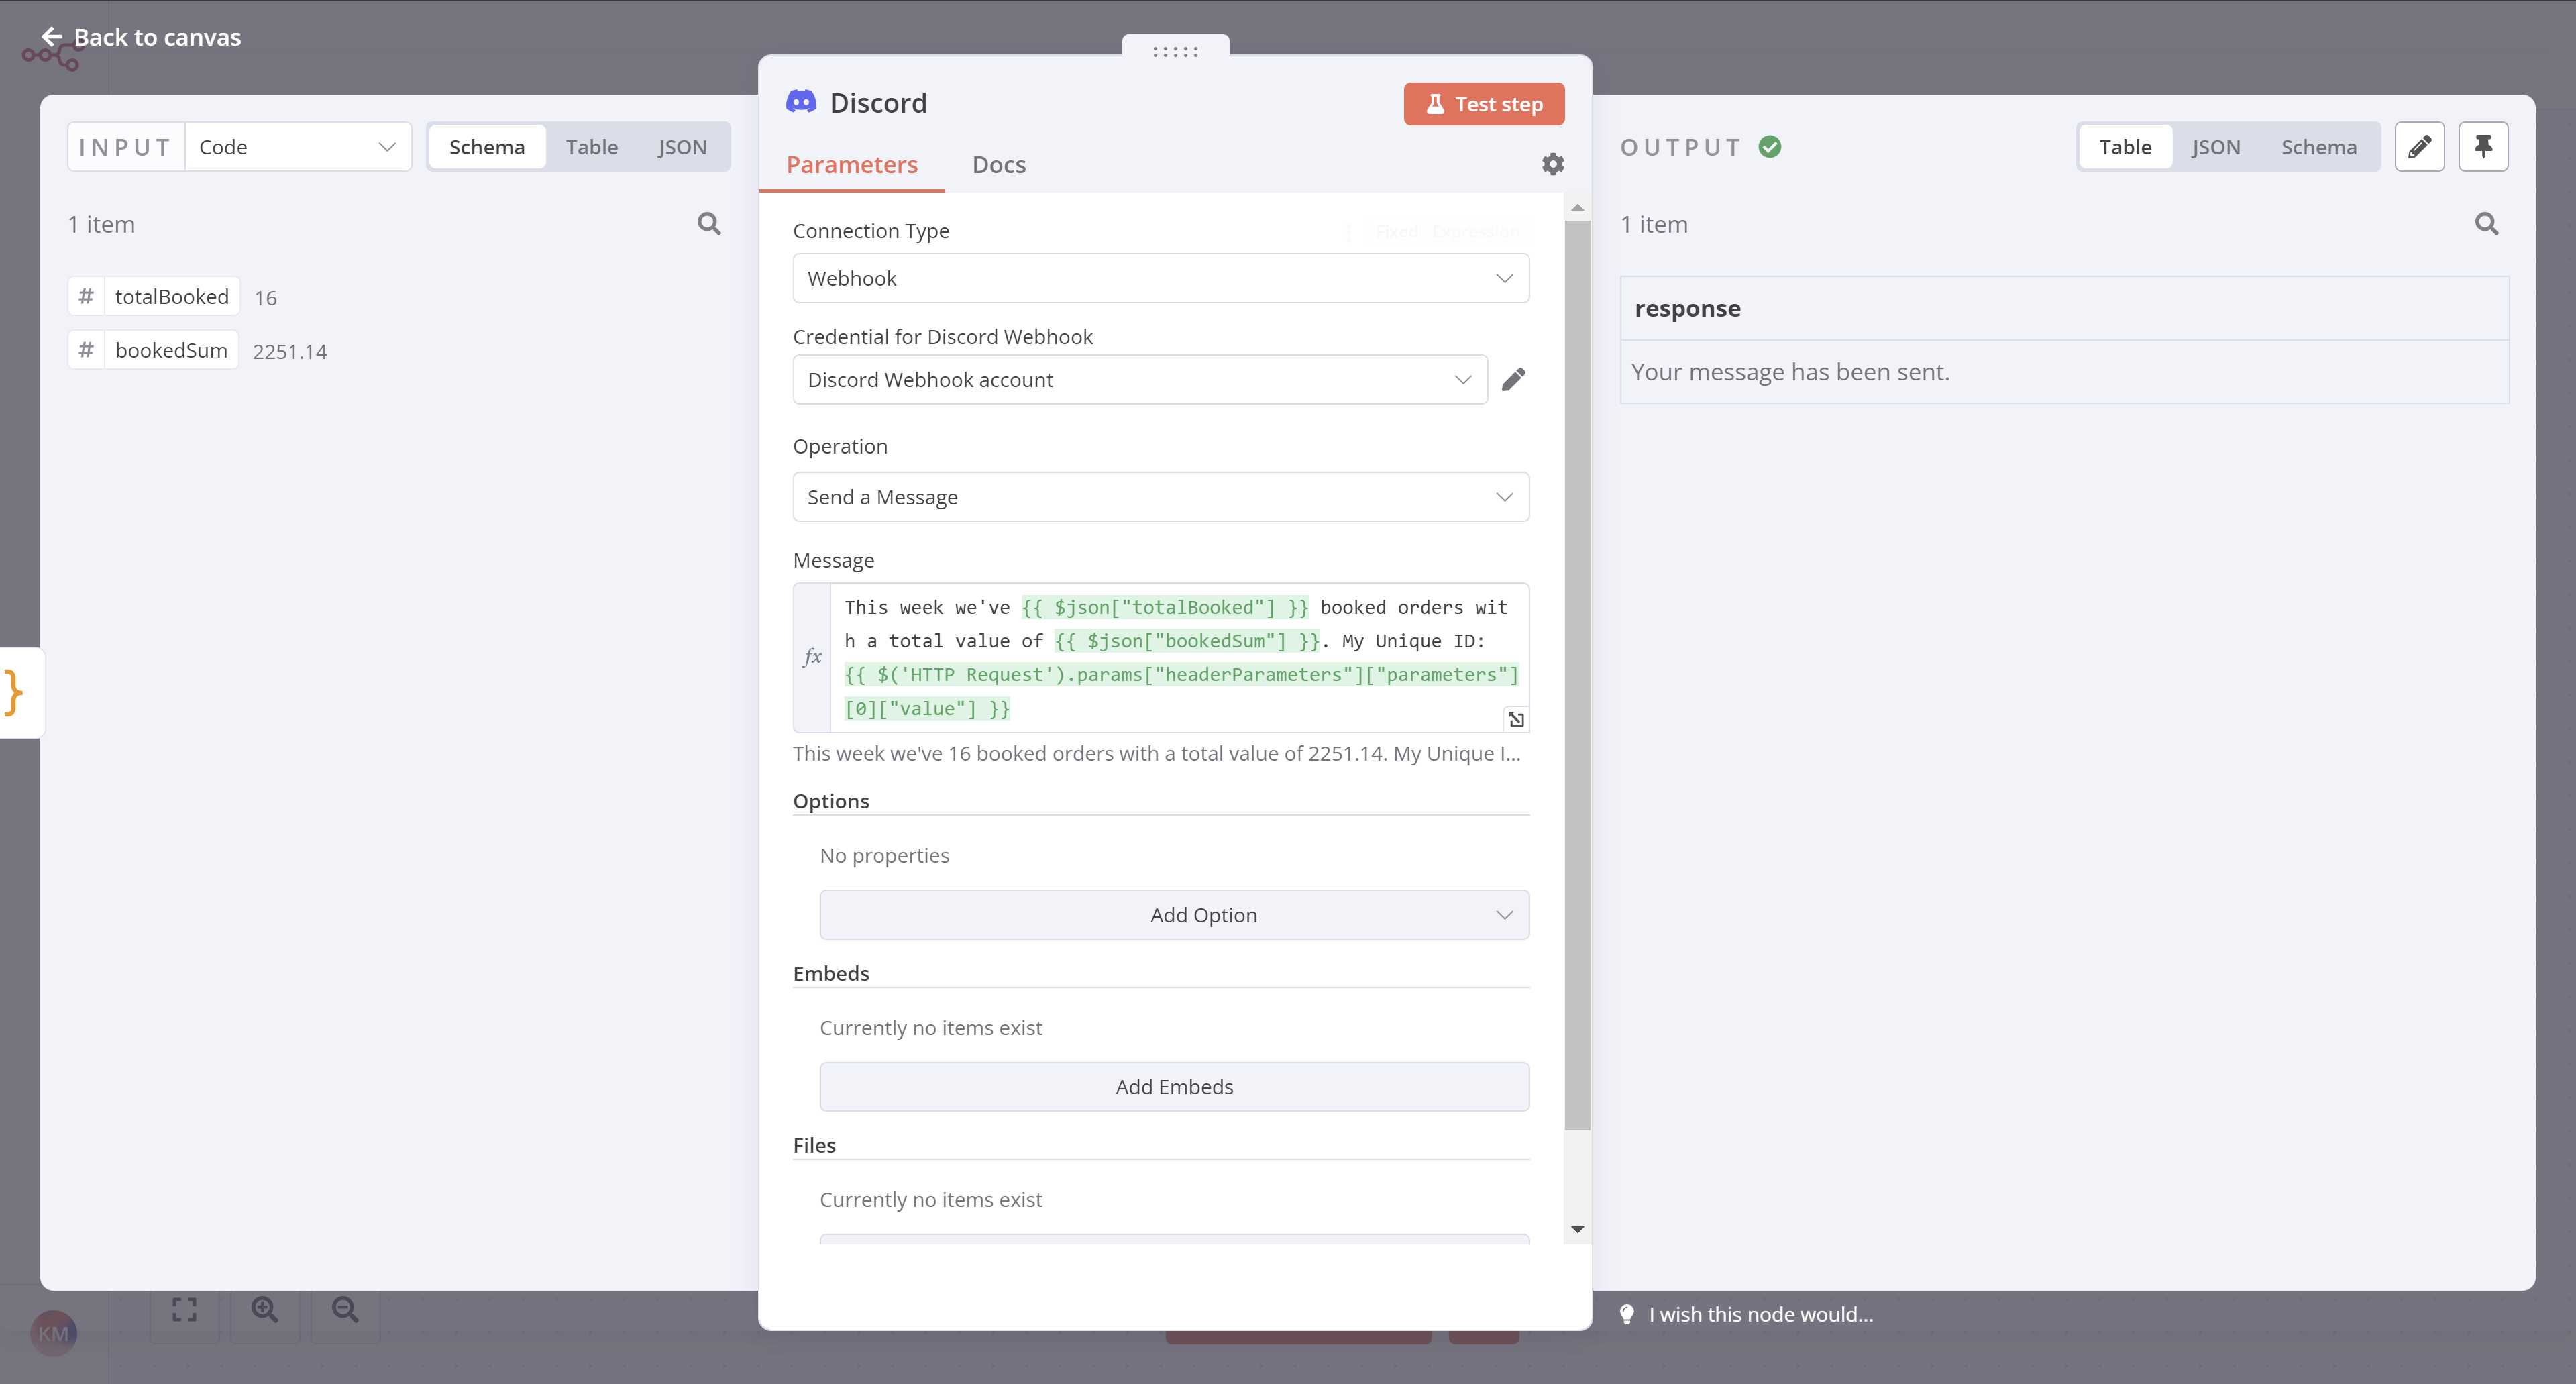 Back to canvas
INPUT
Code
Schema
Table
JSON
1 item
# totalBooked 16
# bookedSum 2251.14
Discord
Test step
Parameters
Docs
Connection Type
Fixed Expression
Webhook
Credential for Discord Webhook
Discord Webhook account
Operation
Send a Message
Message
fx
This week we've {{ $json["totalBooked"] }} booked orders wit
h a total value of {{ $json["bookedSum"] }}. My Unique ID:
{{ $('HTTP Request').params["headerParameters"]["parameters"]
[0]["value"] }}
This week we've 16 booked orders with a total value of 2251.14. My Unique I...
Options
No properties
Add Option
Embeds
Currently no items exist
Add Embeds
Files
Currently no items exist
OUTPUT
Table
JSON
Schema
1 item
response
Your message has been sent.
I wish this node would...
KM
}